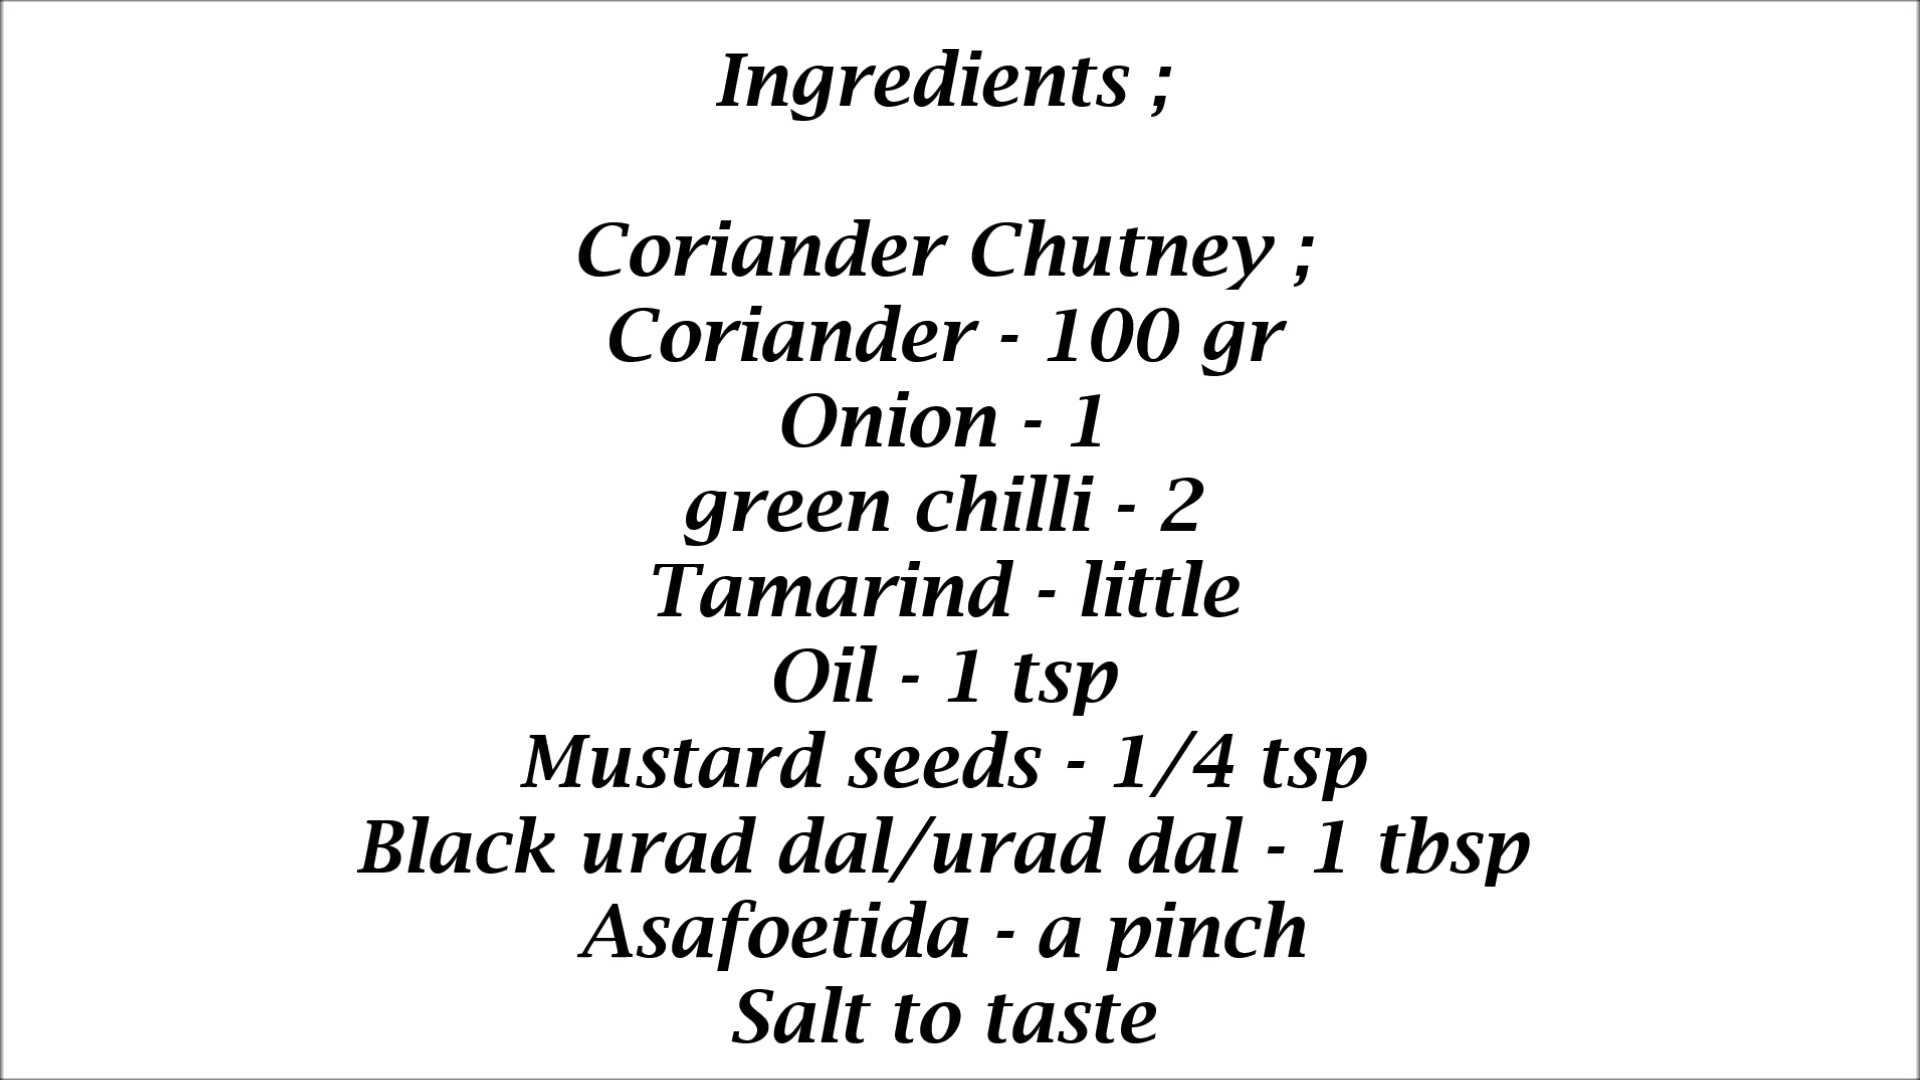 Ingredients ;
Coriander Chutney ;
Coriander - 100 gr
Onion - 1
green chilli - 2
Tamarind - little
Oil - 1 tsp
Mustard seeds - 1/4 tsp
Black urad dal/urad dal - 1 tbsp
Asafoetida - a pinch
Salt to taste